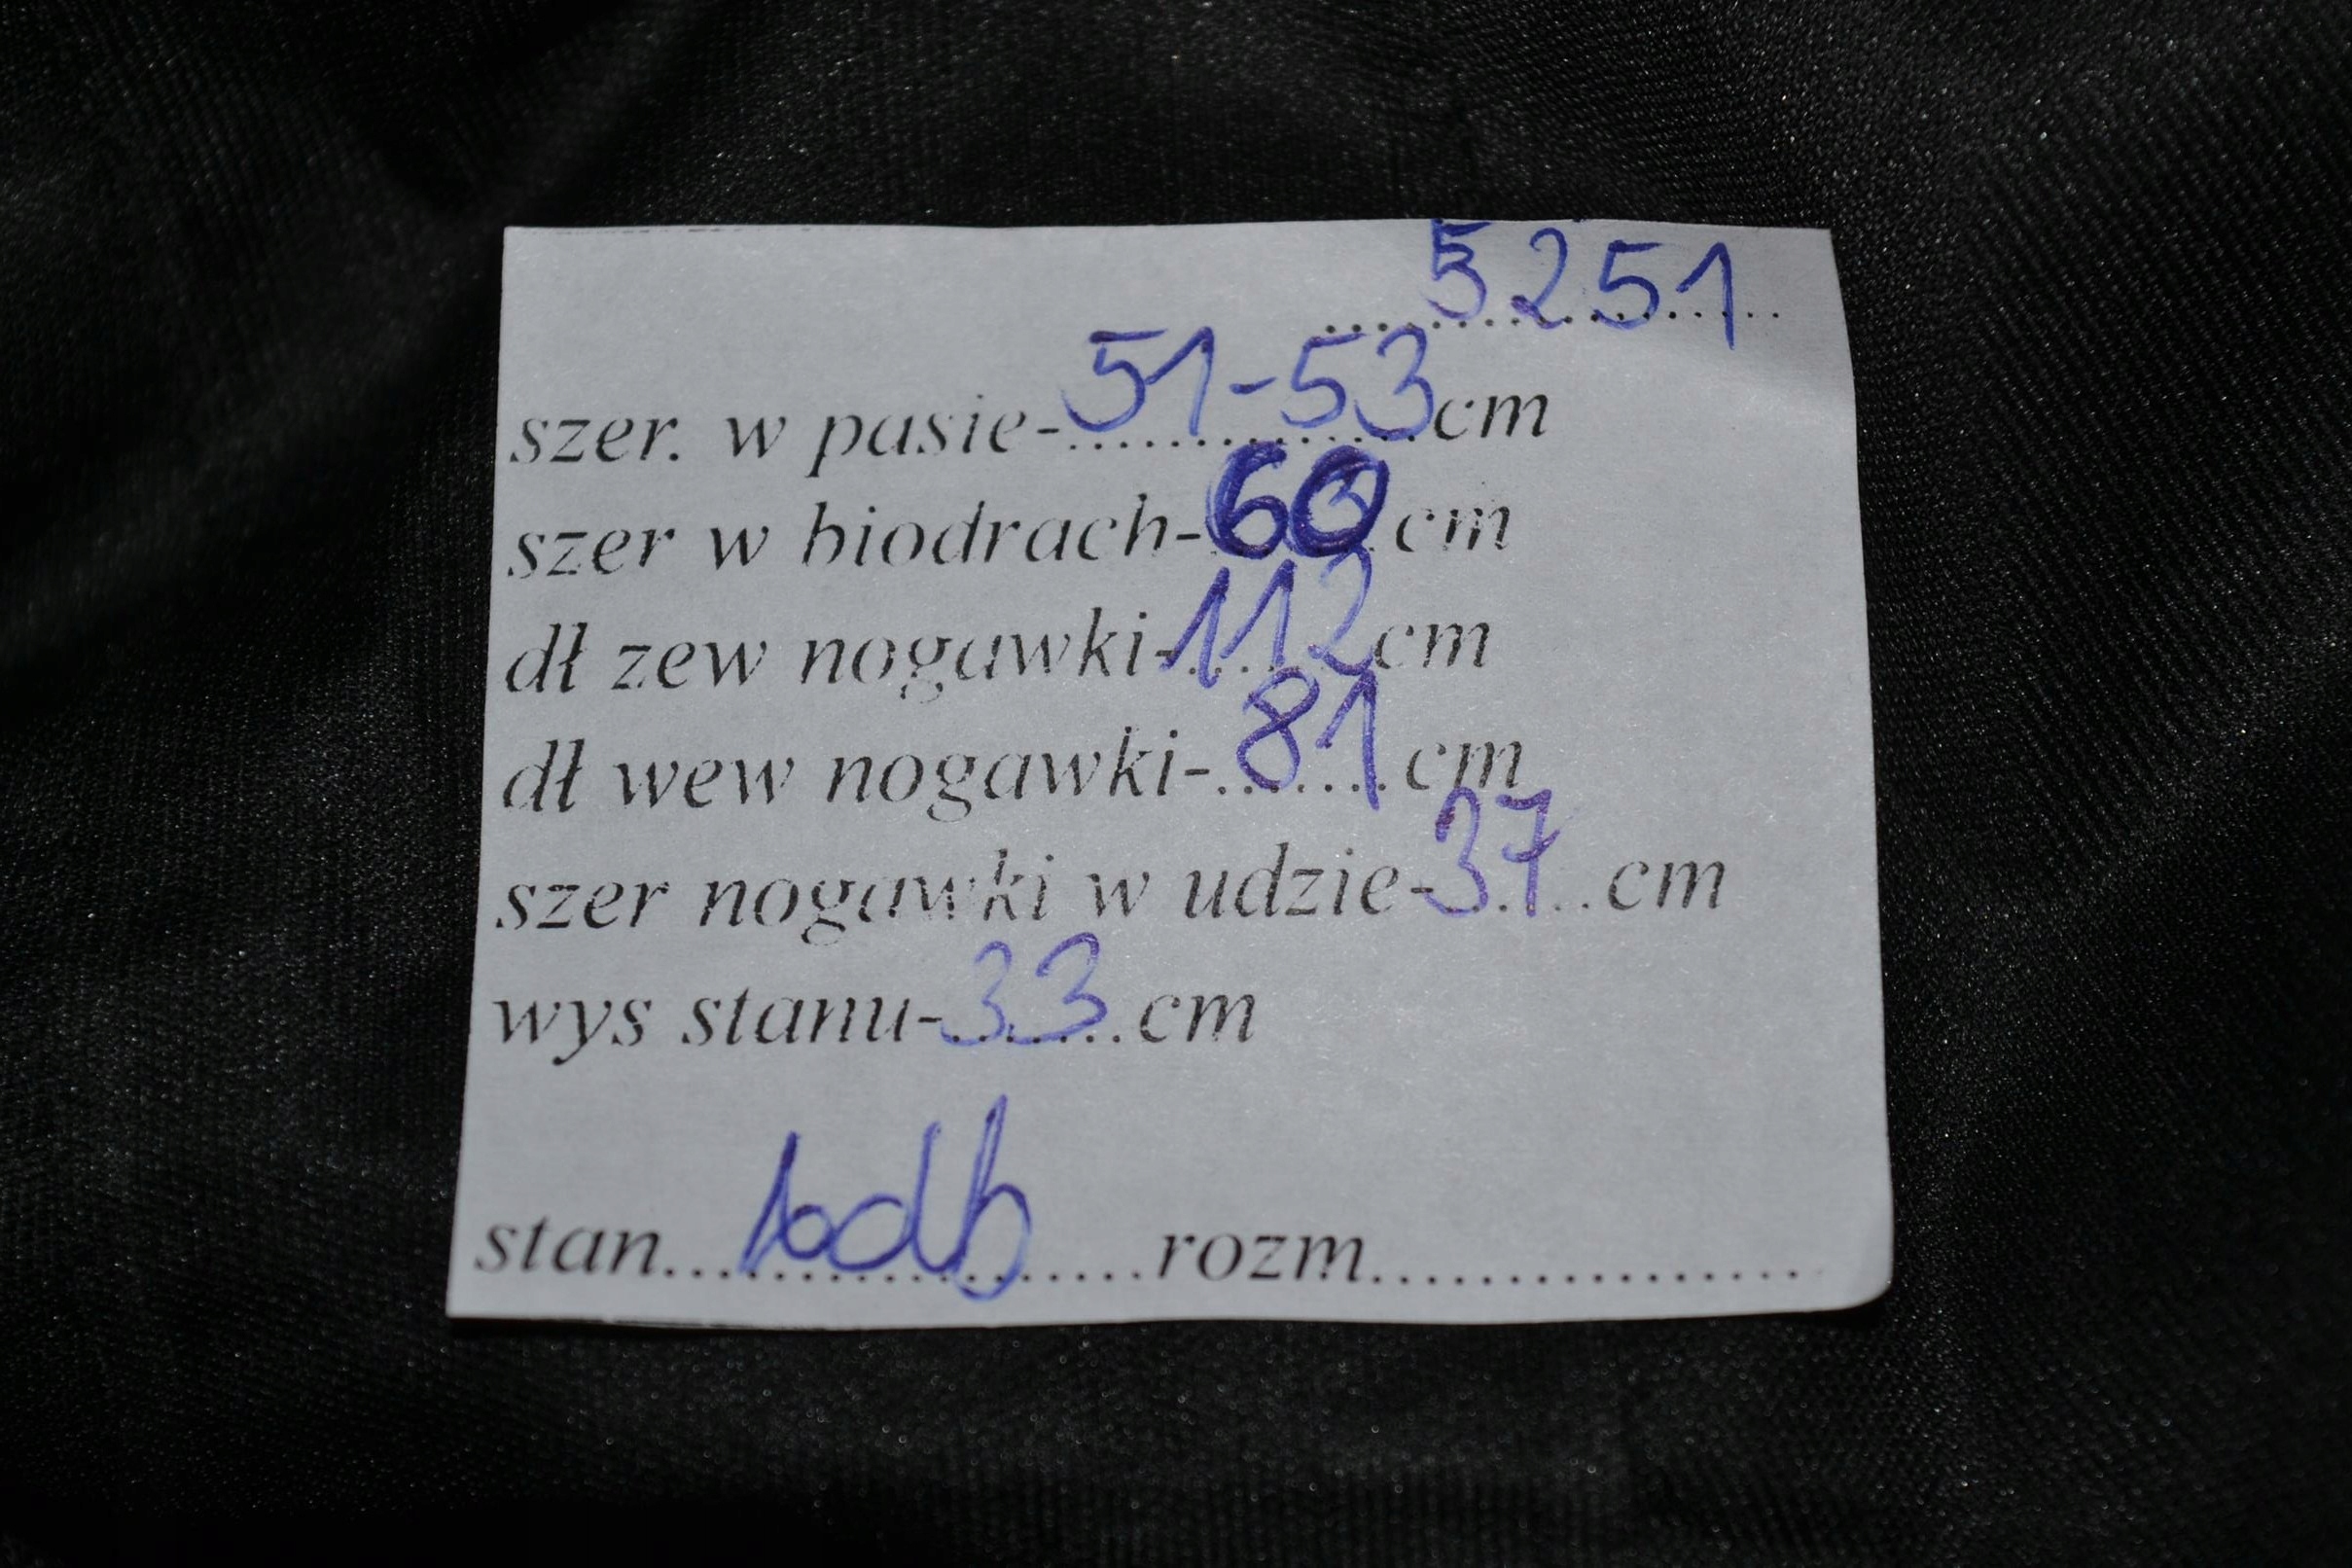 5251
szer. w pasie-51-53cm
szer w biodrach-60cm
dł zew nogawki-112cm
dł wew nogawki-81cm
szer nogawki w udzie-37cm
wys stanu-33cm
stan...bdb...rozm...